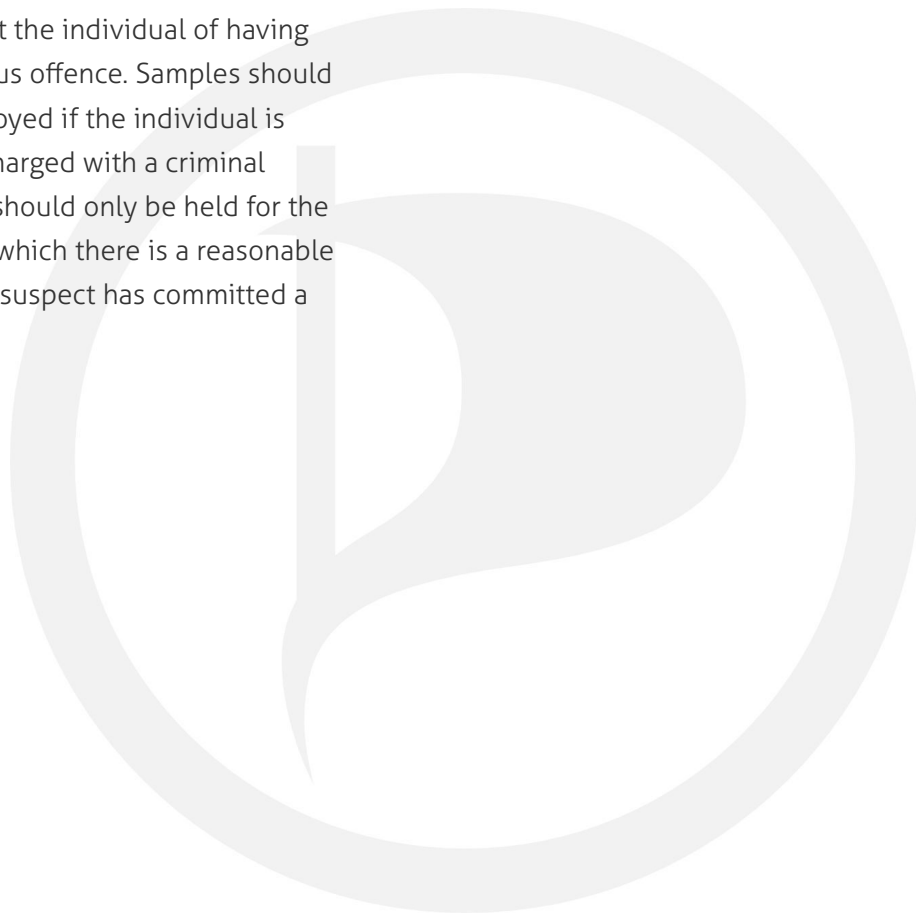 t the individual of having
us offence. Samples should
oyed if the individual is
harged with a criminal
should only be held for the
which there is a reasonable
suspect has committed a